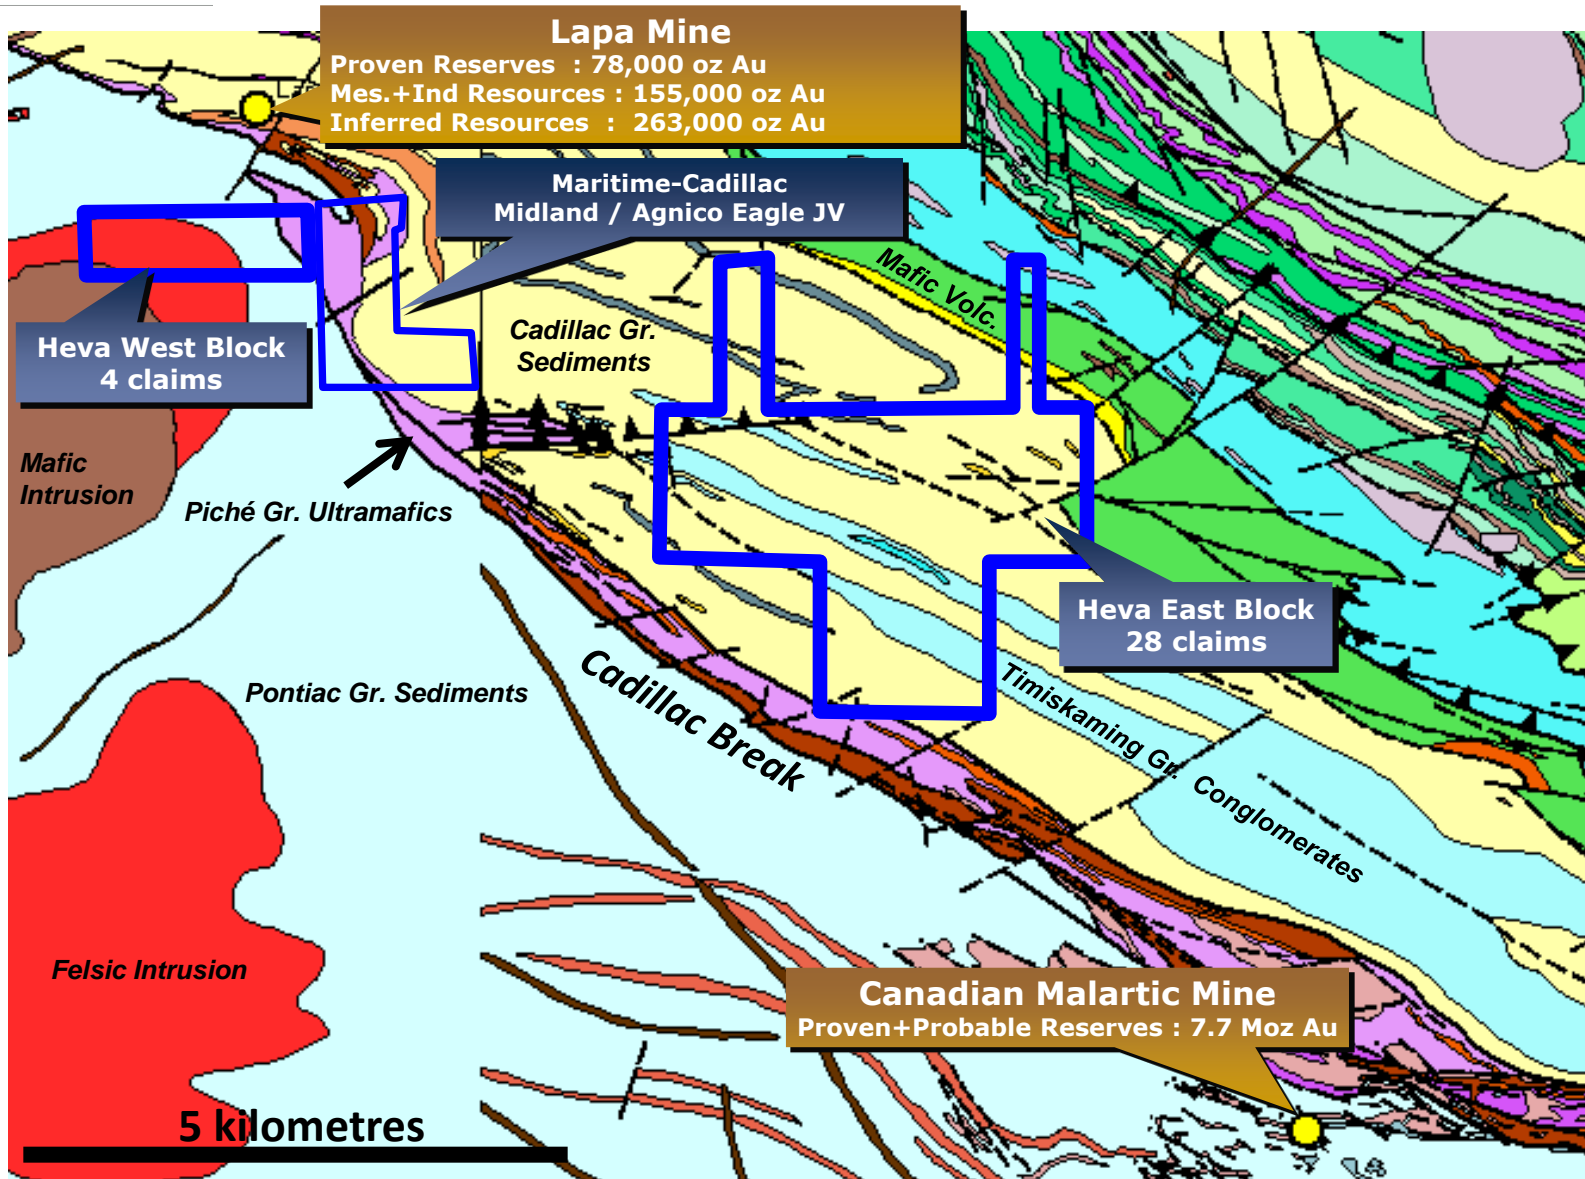 Lapa Mine
Proven Reserves : 78,000 oz Au
Mes.+Ind Resources : 155,000 oz Au
Inferred Resources : 263,000 oz Au
Maritime-Cadillac
Midland / Agnico Eagle JV
Mafic Volc.
Heva West Block
4 claims
Cadillac Gr.
Sediments
Mafic
Intrusion
Piché Gr. Ultramafics
Heva East Block
28 claims
Pontiac Gr. Sediments
Cadillac Break
Timiskaming Gr. Conglomerates
Felsic Intrusion
Canadian Malartic Mine
Proven+Probable Reserves : 7.7 Moz Au
5 kilometres